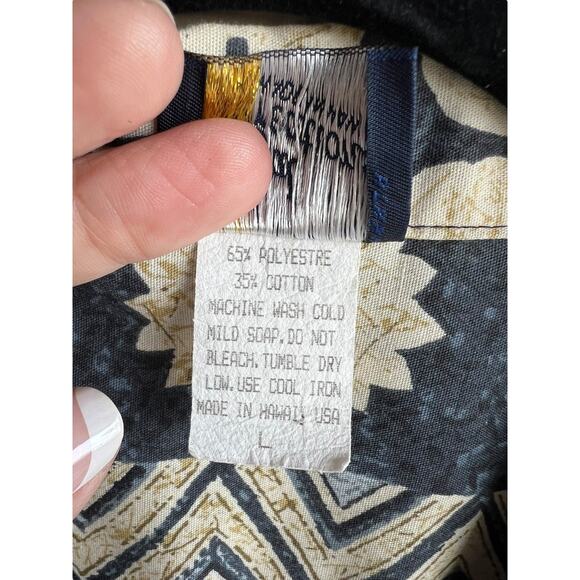 65% POLYESTRE
35% COTTON
MACHINE WASH COLD
MILD SOAP. DO NOT
BLEACH. TUMBLE DRY
LOW. USE COOL IRON
MADE IN HAWAII USA
L